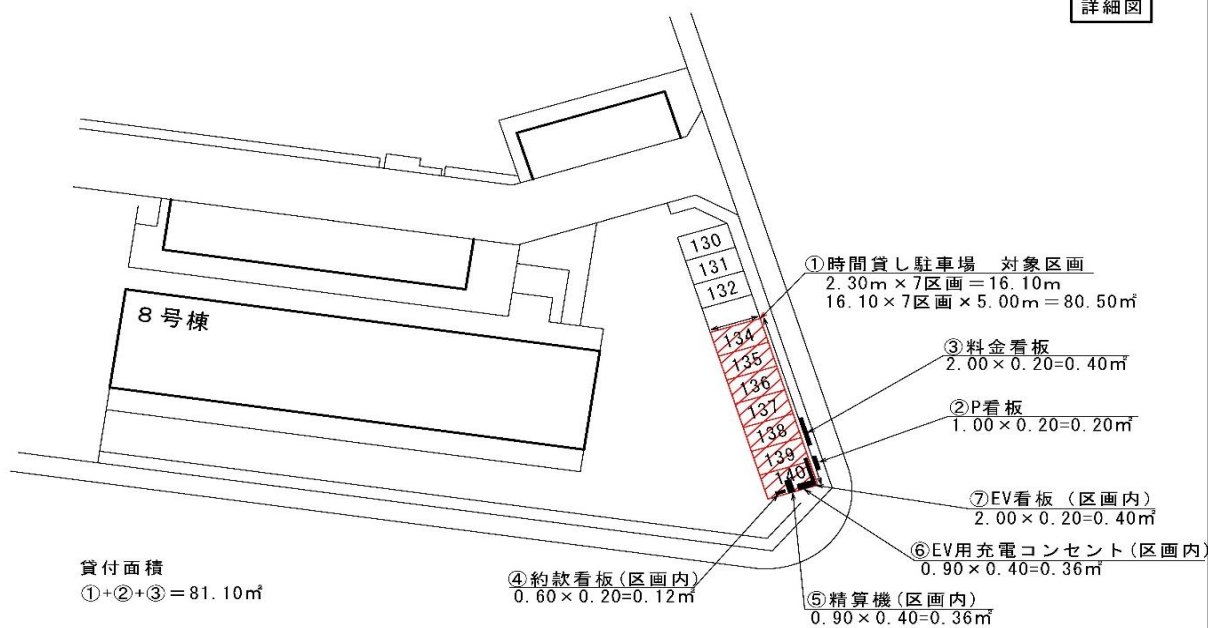 詳細図
130
131
132
①時間貸し駐車場　対象区画
2.30m×7区画＝16.10m
16.10×7区画×5.00m＝80.50㎡
8号棟
134
135
136
137
138
139
140
③料金看板
2.00×0.20=0.40㎡
②P看板
1.00×0.20=0.20㎡
⑦EV看板（区画内）
2.00×0.20=0.40㎡
⑥EV用充電コンセント(区画内)
0.90×0.40=0.36㎡
④約款看板(区画内)
0.60×0.20=0.12㎡
⑤精算機(区画内)
0.90×0.40=0.36㎡
貸付面積
①+②+③＝81.10㎡